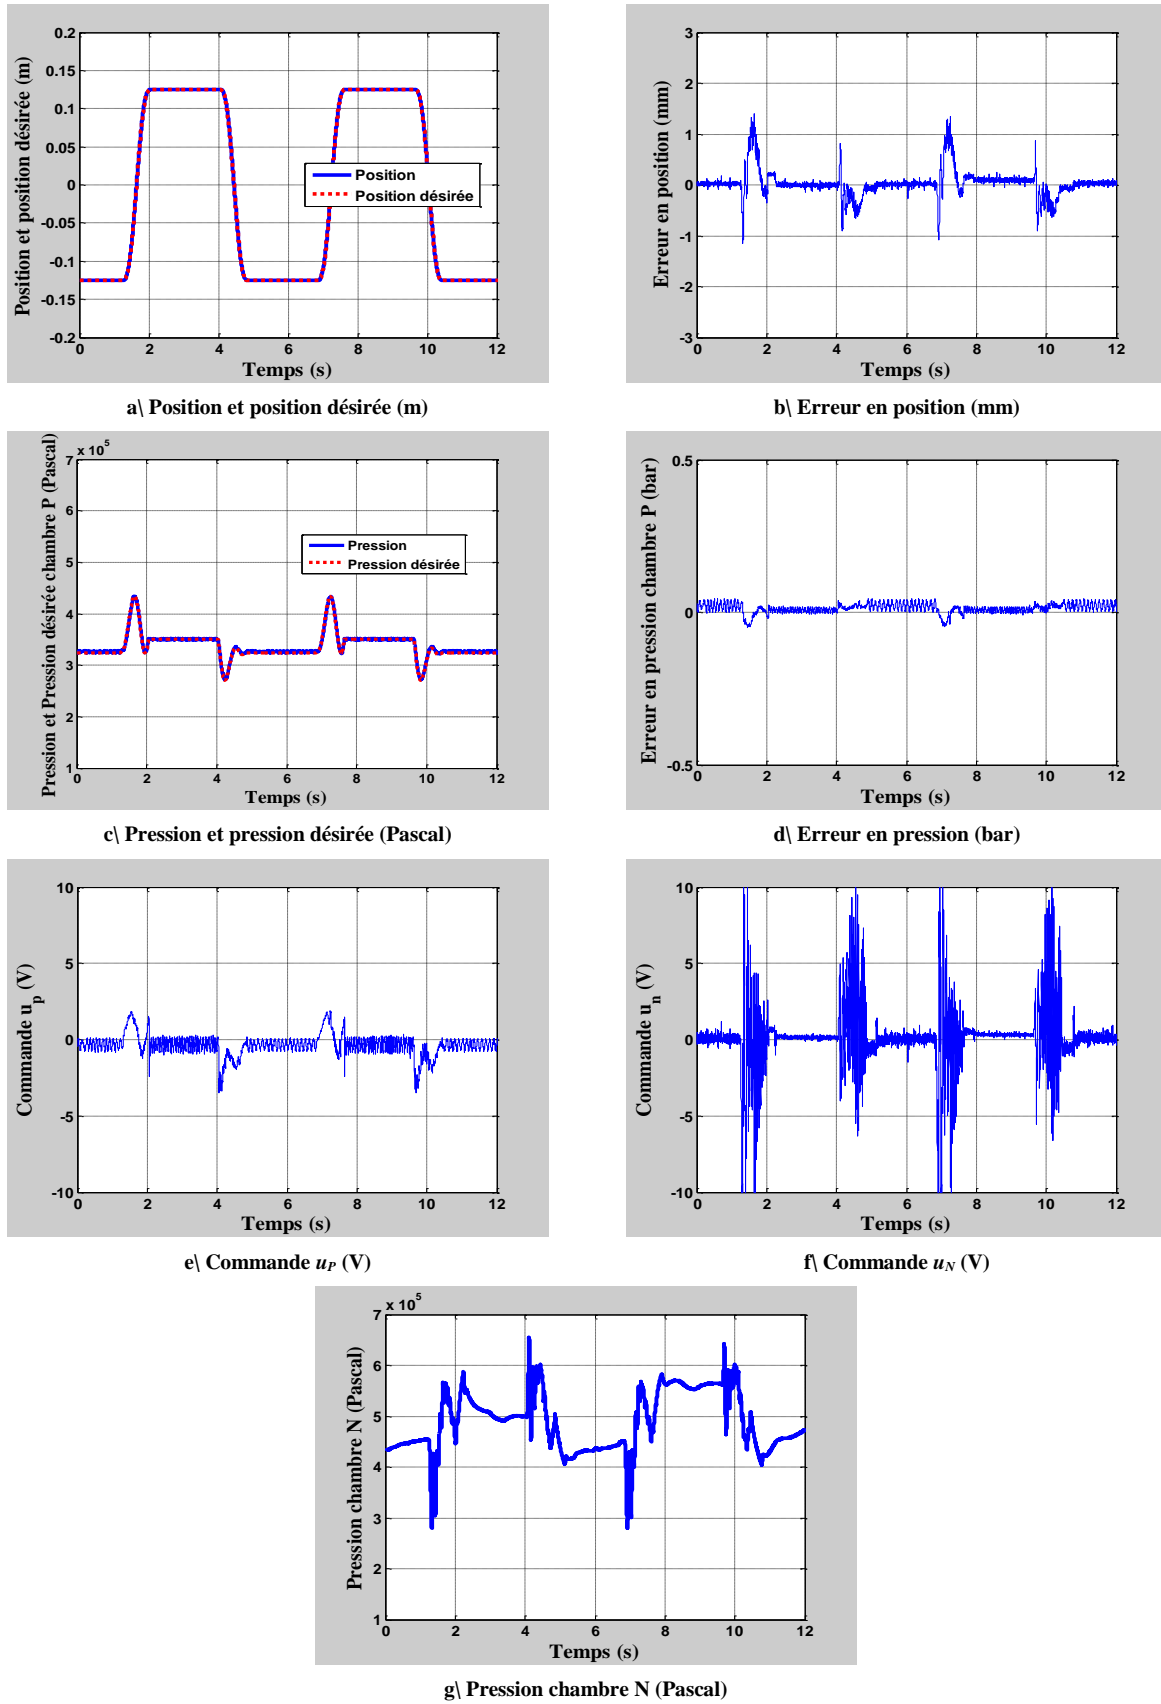 Position et position désirée (m)
0.2
0.15
0.1
0.05
0
-0.05
-0.1
-0.15
-0.2
Position
Position désirée
0 2 4 6 8 10 12
Temps (s)
a\ Position et position désirée (m)
Erreur en position (mm)
3
2
1
0
-1
-2
-3
0 2 4 6 8 10 12
Temps (s)
b\ Erreur en position (mm)
Pression et Pression désirée chambre P (Pascal)
x 10^5
7
6
5
4
3
2
1
Pression
Pression désirée
0 2 4 6 8 10 12
Temps (s)
c\ Pression et pression désirée (Pascal)
Erreur en pression chambre P (bar)
0.5
0
-0.5
0 2 4 6 8 10 12
Temps (s)
d\ Erreur en pression (bar)
Commande u_p (V)
10
5
0
-5
-10
0 2 4 6 8 10 12
Temps (s)
e\ Commande u_P (V)
Commande u_n (V)
10
5
0
-5
-10
0 2 4 6 8 10 12
Temps (s)
f\ Commande u_N (V)
Pression chambre N (Pascal)
x 10^5
7
6
5
4
3
2
1
0 2 4 6 8 10 12
Temps (s)
g\ Pression chambre N (Pascal)